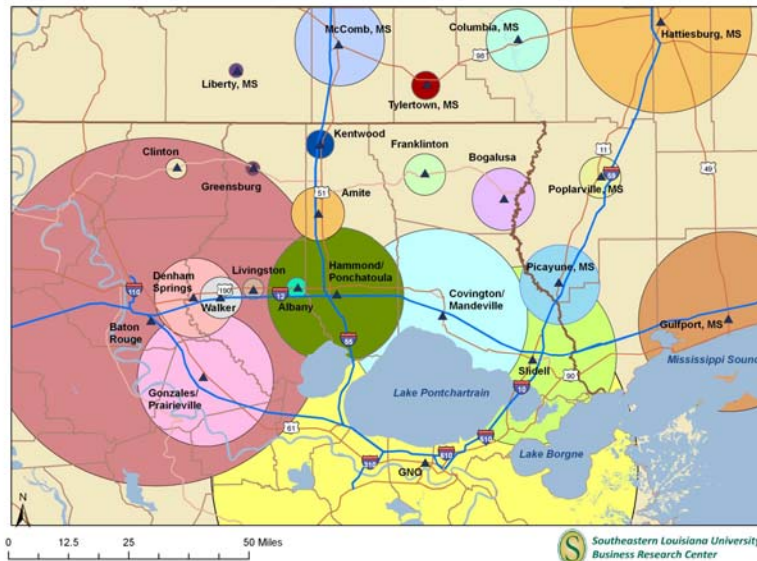 McComb, MS
Columbia, MS
Hattiesburg, MS
98
Liberty, MS
Tylertown, MS
Kentwood
Clinton
Franklinton
Bogalusa
11
49
Greensburg
51
Amite
Poplarville, MS
59
Denham
Springs
Livingston
Hammond/
Ponchatoula
Picayune, MS
110
190
12
Walker
Albany
Covington/
Mandeville
Gulfport, MS
Baton
Rouge
55
Slidell
Mississippi Sound
Gonzales/
Prairieville
Lake Pontchartrain
10
90
61
510
610
310
GNO
Lake Borgne
N
0 12.5 25 50 Miles
S
Southeastern Louisiana University
Business Research Center